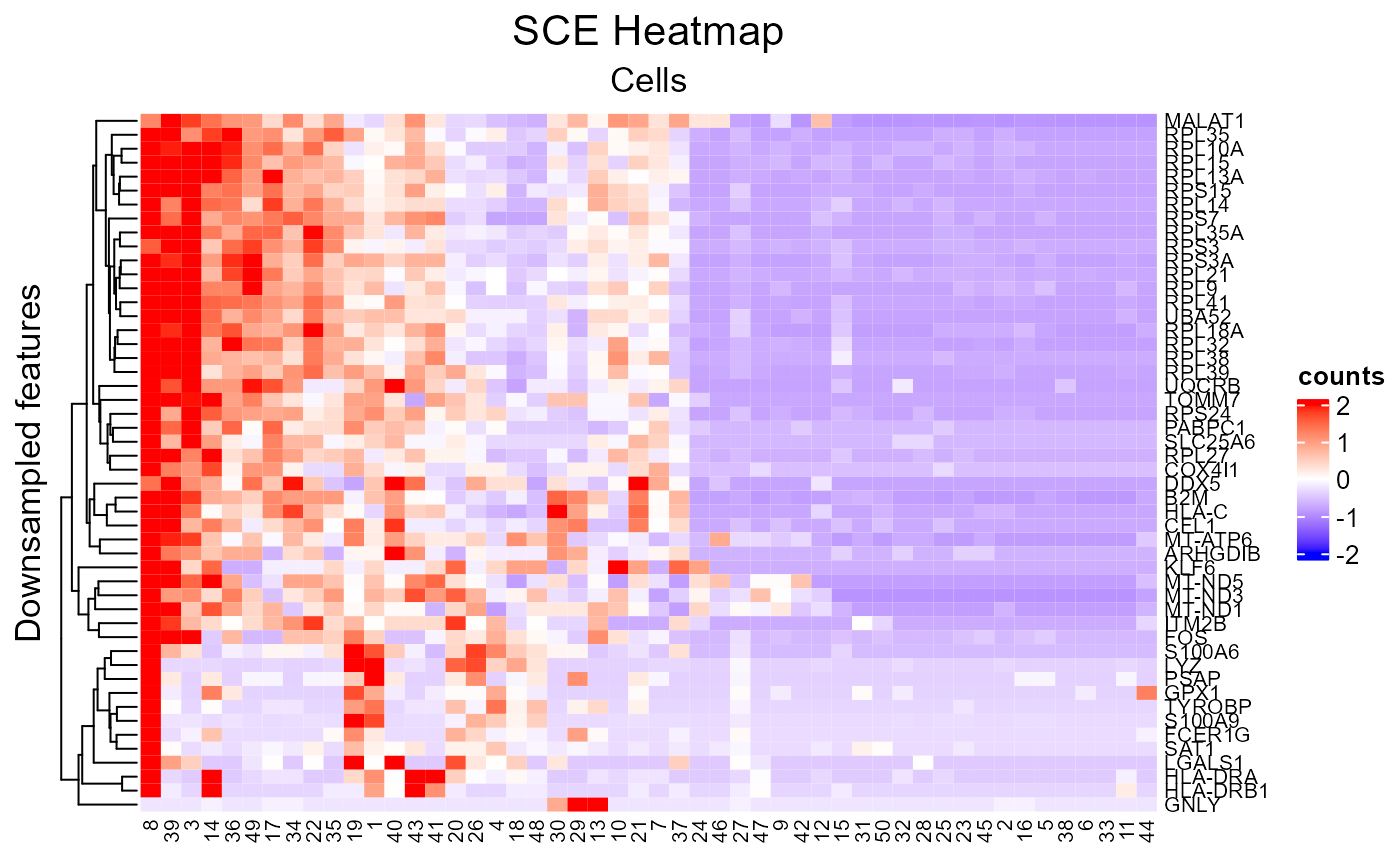 SCE Heatmap
Cells
Downsampled features
MALAT1
RPL35
RPL10A
RPL15
RPL13A
RPS15
RPL14
RPS7
RPL35A
RPS3
RPS3A
RPL21
RPL9
RPL41
UBA52
RPL18A
RPL32
RPL38
RPL39
UQCRB
TOMM7
RPS24
PABPC1
SLC25A6
RPL27
COX4I1
DDX5
B2M
HLA-C
CFL1
MT-ATP6
ARHGDIB
KLF6
MT-ND5
MT-ND3
MT-ND1
ITM2B
FOS
S100A6
LYZ
PSAP
GPX1
TYROBP
S100A9
FCER1G
SAT1
LGALS1
HLA-DRA
HLA-DRB1
GNLY
8 39 3 14 36 49 17 34 22 35 19 1 40 43 41 20 26 4 18 48 30 29 13 10 21 7 37 24 46 27 47 9 42 12 15 31 50 32 28 25 23 45 2 16 5 38 6 33 11 44
counts
2
1
0
-1
-2